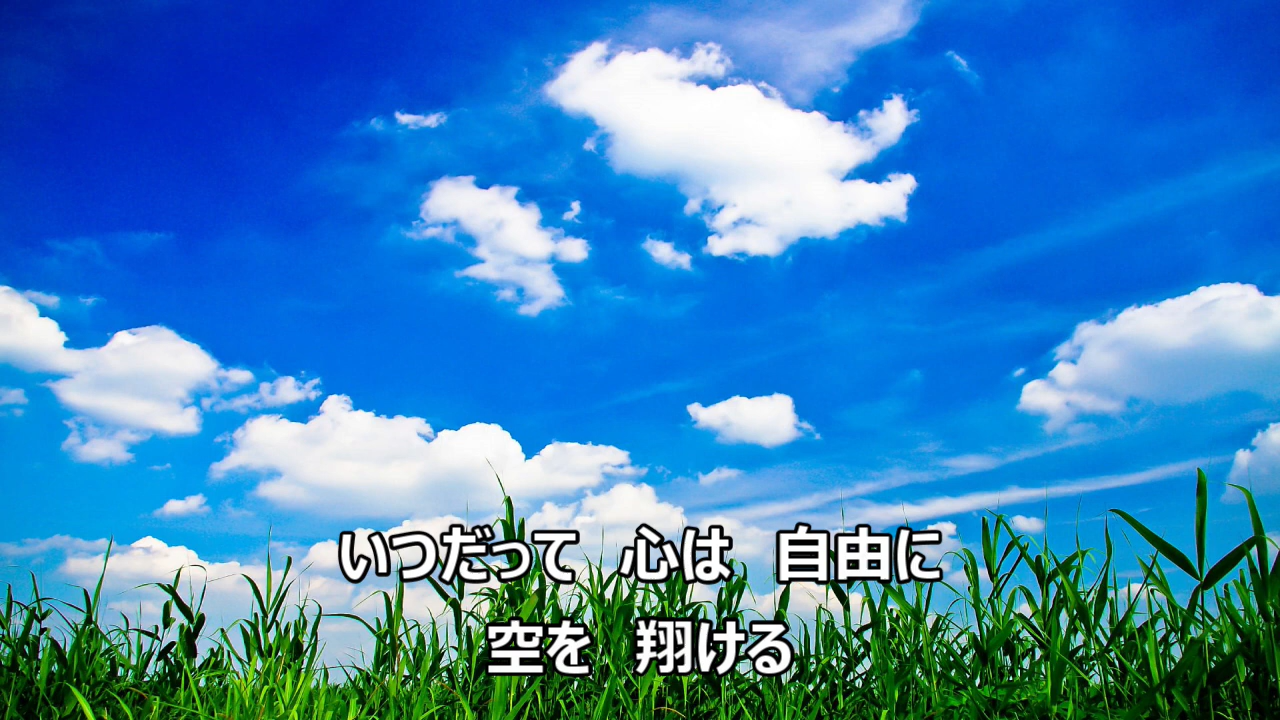 いつだって　心は　自由に
空を　翔ける